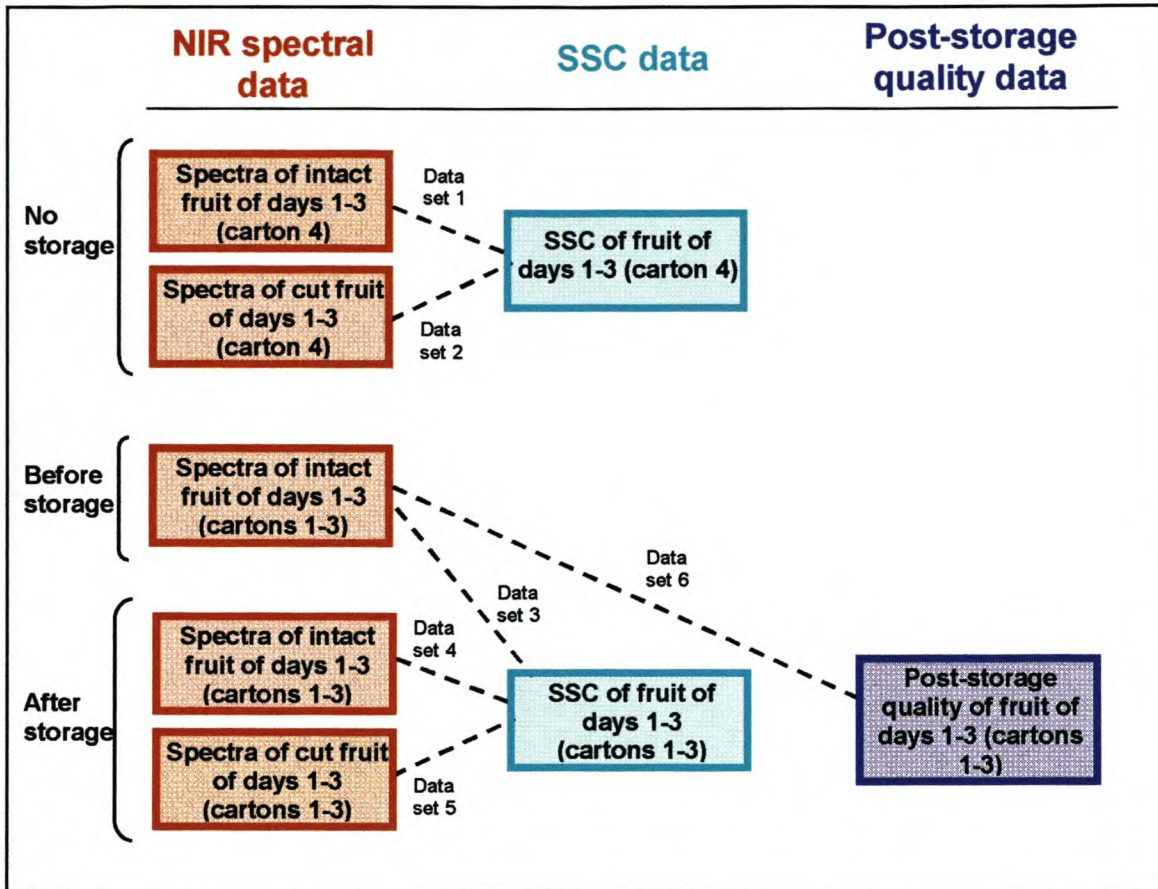 NIR spectral
data
SSC data
Post-storage
quality data
No
storage
Spectra of intact
fruit of days 1-3
(carton 4)
Data
set 1
SSC of fruit of
days 1-3 (carton 4)
Spectra of cut fruit
of days 1-3
(carton 4)
Data
set 2
Before
storage
Spectra of intact
fruit of days 1-3
(cartons 1-3)
Data
set 6
Data
set 3
After
storage
Spectra of intact
fruit of days 1-3
(cartons 1-3)
Data
set 4
SSC of fruit of
days 1-3
(cartons 1-3)
Post-storage
quality of fruit of
days 1-3 (cartons
1-3)
Spectra of cut fruit
of days 1-3
(cartons 1-3)
Data
set 5